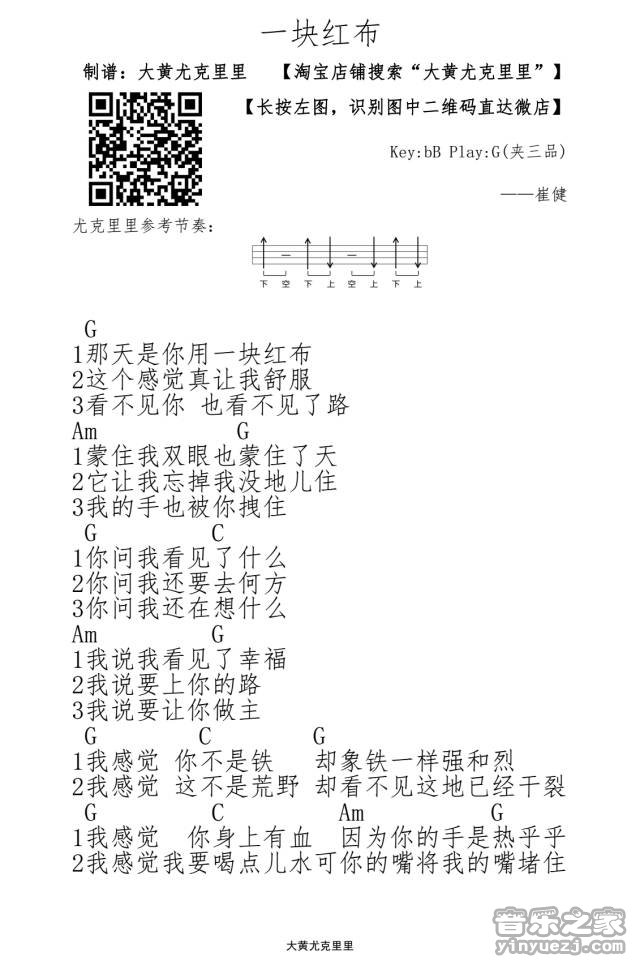 一块红布
制谱：大黄尤克里里 【淘宝店铺搜索“大黄尤克里里”】
【长按左图，识别图中二维码直达微店】
Key:bB Play:G(夹三品)
——崔健
尤克里里参考节奏：
下 空 下 上 空 上 下 上
G
1那天是你用一块红布
2这个感觉真让我舒服
3看不见你 也看不见了路
Am G
1蒙住我双眼也蒙住了天
2它让我忘掉我没地儿住
3我的手也被你拽住
G C
1你问我看见了什么
2你问我还要去何方
3你问我还在想什么
Am G
1我说我看见了幸福
2我说要上你的路
3我说要让你做主
G C G
1我感觉 你不是铁 却象铁一样强和烈
2我感觉 这不是荒野 却看不见这地已经干裂
G C Am G
1我感觉 你身上有血 因为你的手是热乎乎
2我感觉我要喝点儿水可你的嘴将我的嘴堵住
大黄尤克里里
音乐之家
yinyuezj.com